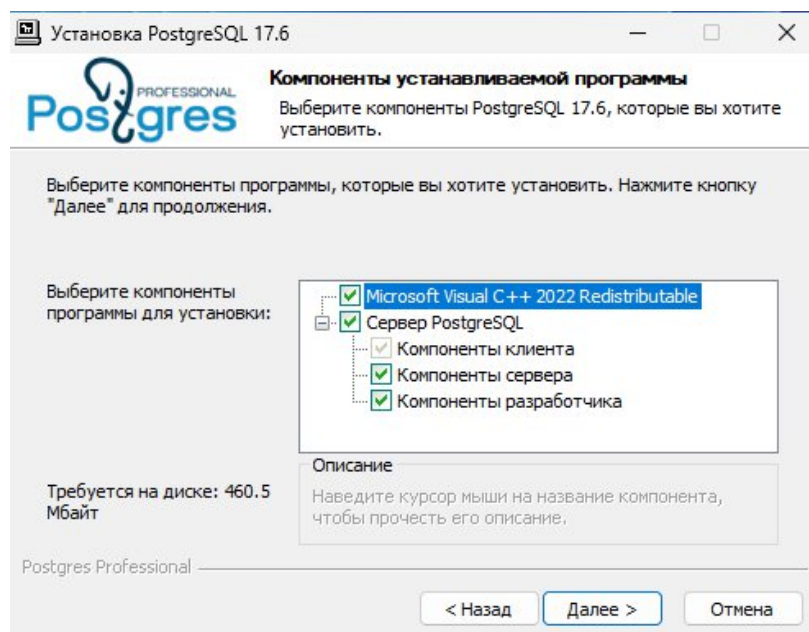 Установка PostgreSQL 17.6
PROFESSIONAL
Postgres
Компоненты устанавливаемой программы
Выберите компоненты PostgreSQL 17.6, которые вы хотите
установить.
Выберите компоненты программы, которые вы хотите установить. Нажмите кнопку
"Далее" для продолжения.
Выберите компоненты
программы для установки:
Microsoft Visual C++ 2022 Redistributable
Сервер PostgreSQL
Компоненты клиента
Компоненты сервера
Компоненты разработчика
Требуется на диске: 460.5
Мбайт
Описание
Наведите курсор мыши на название компонента,
чтобы прочесть его описание.
Postgres Professional
< Назад
Далее >
Отмена